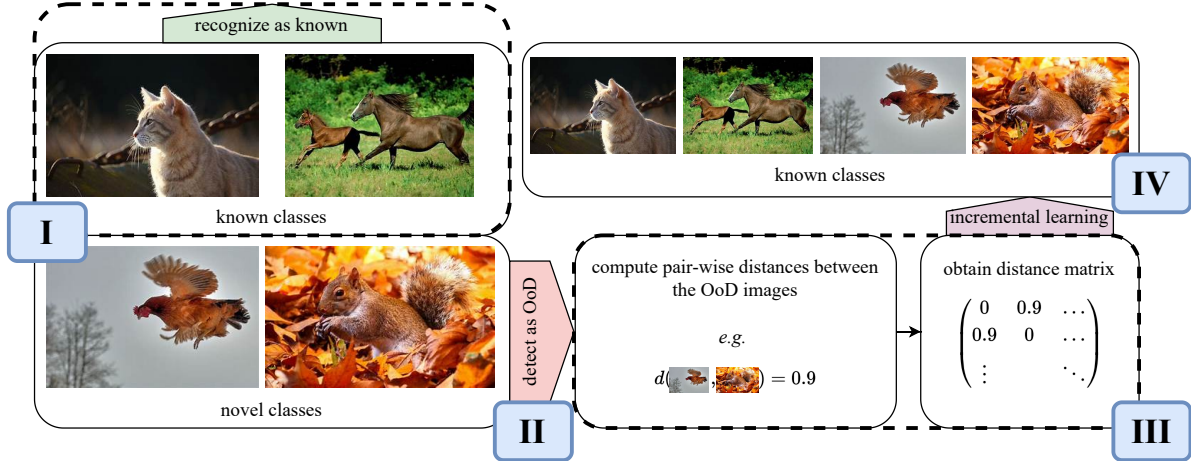 recognize as known
known classes
I
novel classes
detect as OoD
II
compute pair-wise distances between
the OoD images
e.g.
d( , ) = 0.9
obtain distance matrix
0 0.9 ...
0.9 0 ...
⋮ ⋱
III
incremental learning
known classes
IV